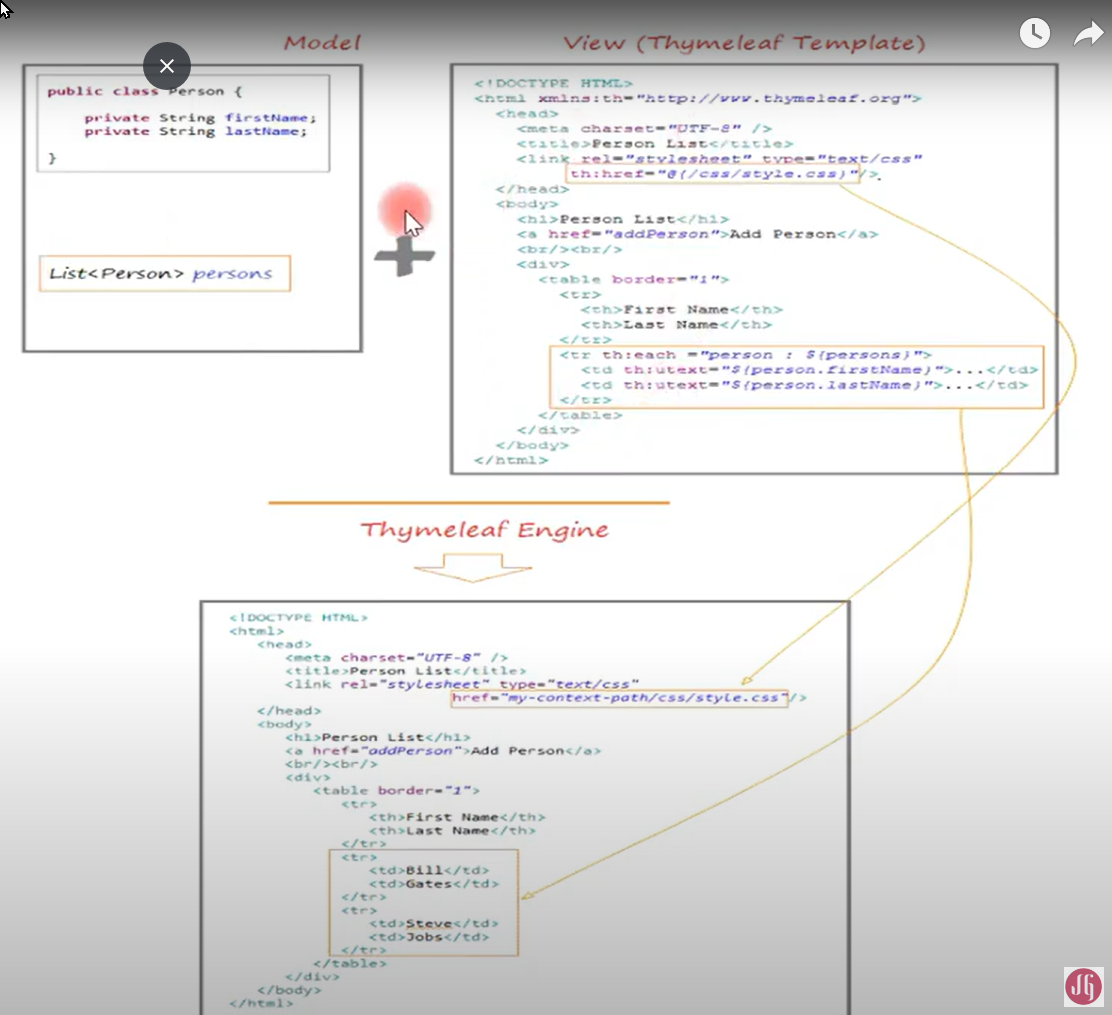 Model
public class Person {
private String firstName;
private String lastName;
}
List<Person> persons
View (Thymeleaf Template)
<!DOCTYPE HTML>
<html xmlns:th="http://www.thymeleaf.org">
<head>
<meta charset="UTF-8" />
<title>Person List</title>
<link rel="stylesheet" type="text/css"
th:href="@{/css/style.css}"/>
</head>
<body>
<h1>Person List</h1>
<a href="addPerson">Add Person</a>
<br/><br/>
<div>
<table border="1">
<tr>
<th>First Name</th>
<th>Last Name</th>
</tr>
<tr th:each ="person : ${persons}">
<td th:utext="${person.firstName}">...</td>
<td th:utext="${person.lastName}">...</td>
</tr>
</table>
</div>
</body>
</html>
Thymeleaf Engine
<!DOCTYPE HTML>
<html>
<head>
<meta charset="UTF-8" />
<title>Person List</title>
<link rel="stylesheet" type="text/css"
href="my-context-path/css/style.css"/>
</head>
<body>
<h1>Person List</h1>
<a href="addPerson">Add Person</a>
<br/><br/>
<div>
<table border="1">
<tr>
<th>First Name</th>
<th>Last Name</th>
</tr>
<tr>
<td>Bill</td>
<td>Gates</td>
</tr>
<tr>
<td>Steve</td>
<td>Jobs</td>
</tr>
</table>
</div>
</body>
</html>
JG